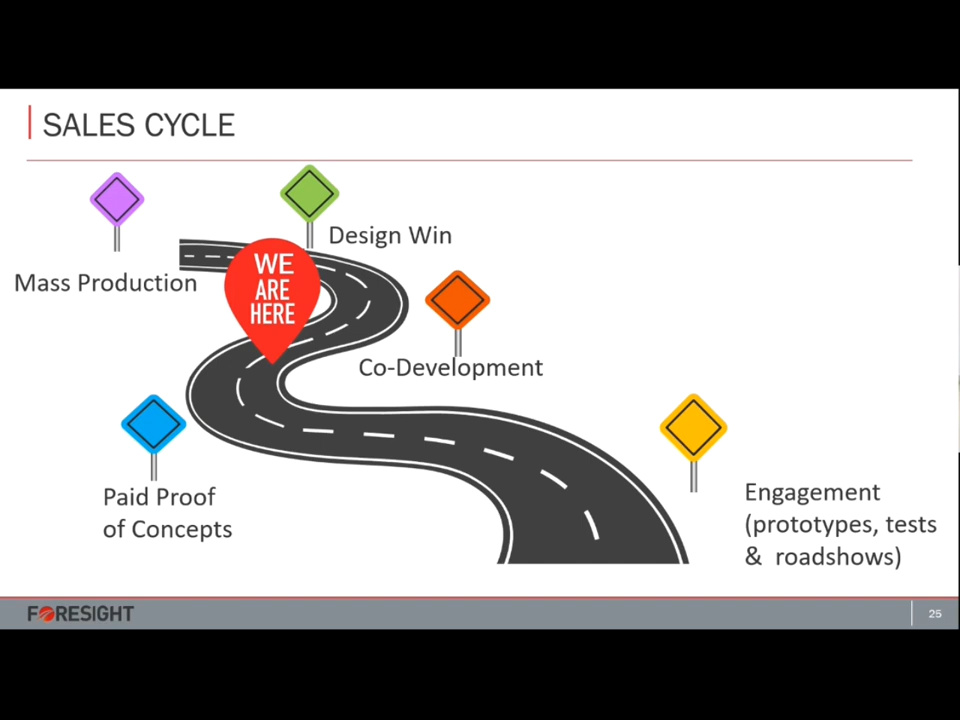 SALES CYCLE
Design Win
Mass Production
WE
ARE
HERE
Co-Development
Paid Proof
of Concepts
Engagement
(prototypes, tests
& roadshows)
FORESIGHT
25